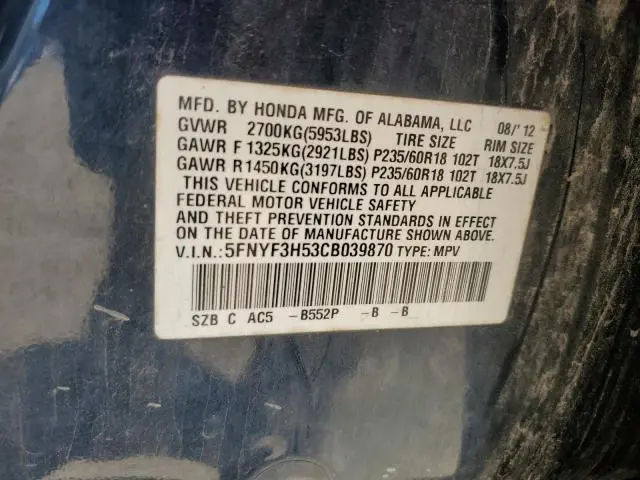 MFD. BY HONDA MFG. OF ALABAMA, LLC 08/'12
GVWR 2700KG(5953LBS) TIRE SIZE RIM SIZE
GAWR F 1325KG(2921LBS) P235/60R18 102T 18X7.5J
GAWR R 1450KG(3197LBS) P235/60R18 102T 18X7.5J
THIS VEHICLE CONFORMS TO ALL APPLICABLE
FEDERAL MOTOR VEHICLE SAFETY
AND THEFT PREVENTION STANDARDS IN EFFECT
ON THE DATE OF MANUFACTURE SHOWN ABOVE.
V.I.N.: 5FNYF3H53CB039870 TYPE: MPV
SZB C AC5 -B552P -B -B